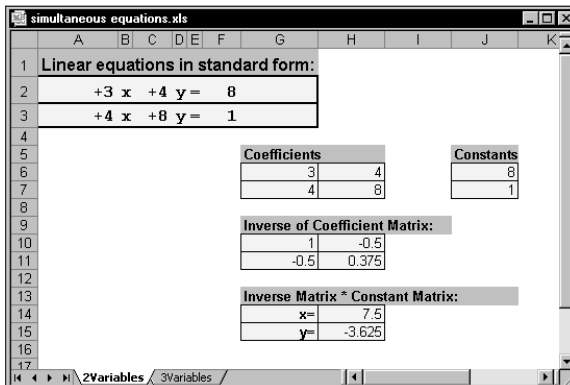 simultaneous equations.xls
A B C D E F G H I J K
1 Linear equations in standard form:
2 +3 x +4 y = 8
3 +4 x +8 y = 1
4
5 Coefficients Constants
6 3 4 8
7 4 8 1
8
9 Inverse of Coefficient Matrix:
10 1 -0.5
11 -0.5 0.375
12
13 Inverse Matrix * Constant Matrix:
14 x= 7.5
15 y= -3.625
16
17
2Variables 3Variables